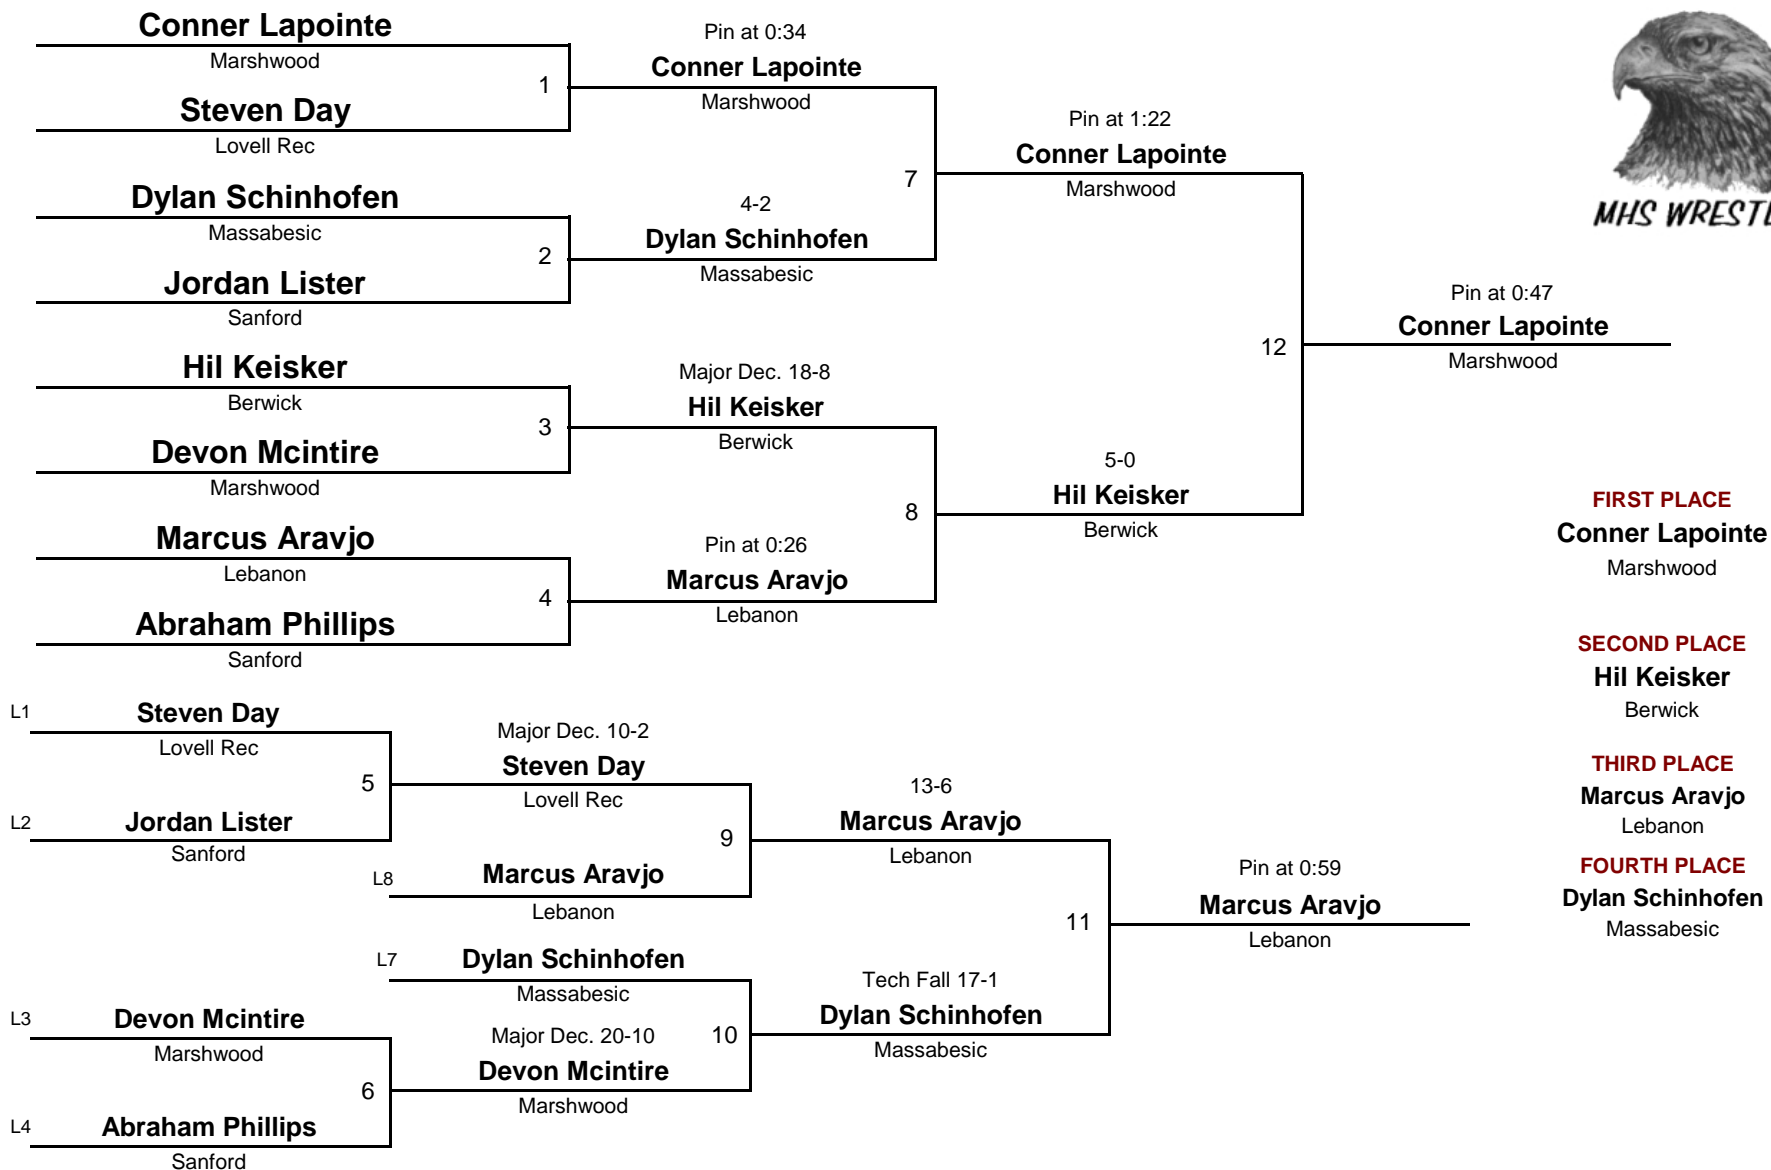 Conner Lapointe
Marshwood
1
Steven Day
Lovell Rec
Dylan Schinhofen
Massabesic
2
Jordan Lister
Sanford
Hil Keisker
Berwick
3
Devon Mcintire
Marshwood
Marcus Aravjo
Lebanon
4
Abraham Phillips
Sanford
Pin at 0:34
Conner Lapointe
Marshwood
7
4-2
Dylan Schinhofen
Massabesic
Major Dec. 18-8
Hil Keisker
Berwick
8
Pin at 0:26
Marcus Aravjo
Lebanon
Pin at 1:22
Conner Lapointe
Marshwood
12
5-0
Hil Keisker
Berwick
Pin at 0:47
Conner Lapointe
Marshwood
MHS
FIRST PLACE
Conner Lapointe
Marshwood
SECOND PLACE
Hil Keisker
Berwick
THIRD PLACE
Marcus Aravjo
Lebanon
FOURTH PLACE
Dylan Schinhofen
Massabesic
L1
Steven Day
Lovell Rec
5
L2
Jordan Lister
Sanford
Major Dec. 10-2
Steven Day
Lovell Rec
9
L8
Marcus Aravjo
Lebanon
L7
Dylan Schinhofen
Massabesic
10
Major Dec. 20-10
Devon Mcintire
Marshwood
L3
Devon Mcintire
Marshwood
6
L4
Abraham Phillips
Sanford
13-6
Marcus Aravjo
Lebanon
11
Tech Fall 17-1
Dylan Schinhofen
Massabesic
Pin at 0:59
Marcus Aravjo
Lebanon